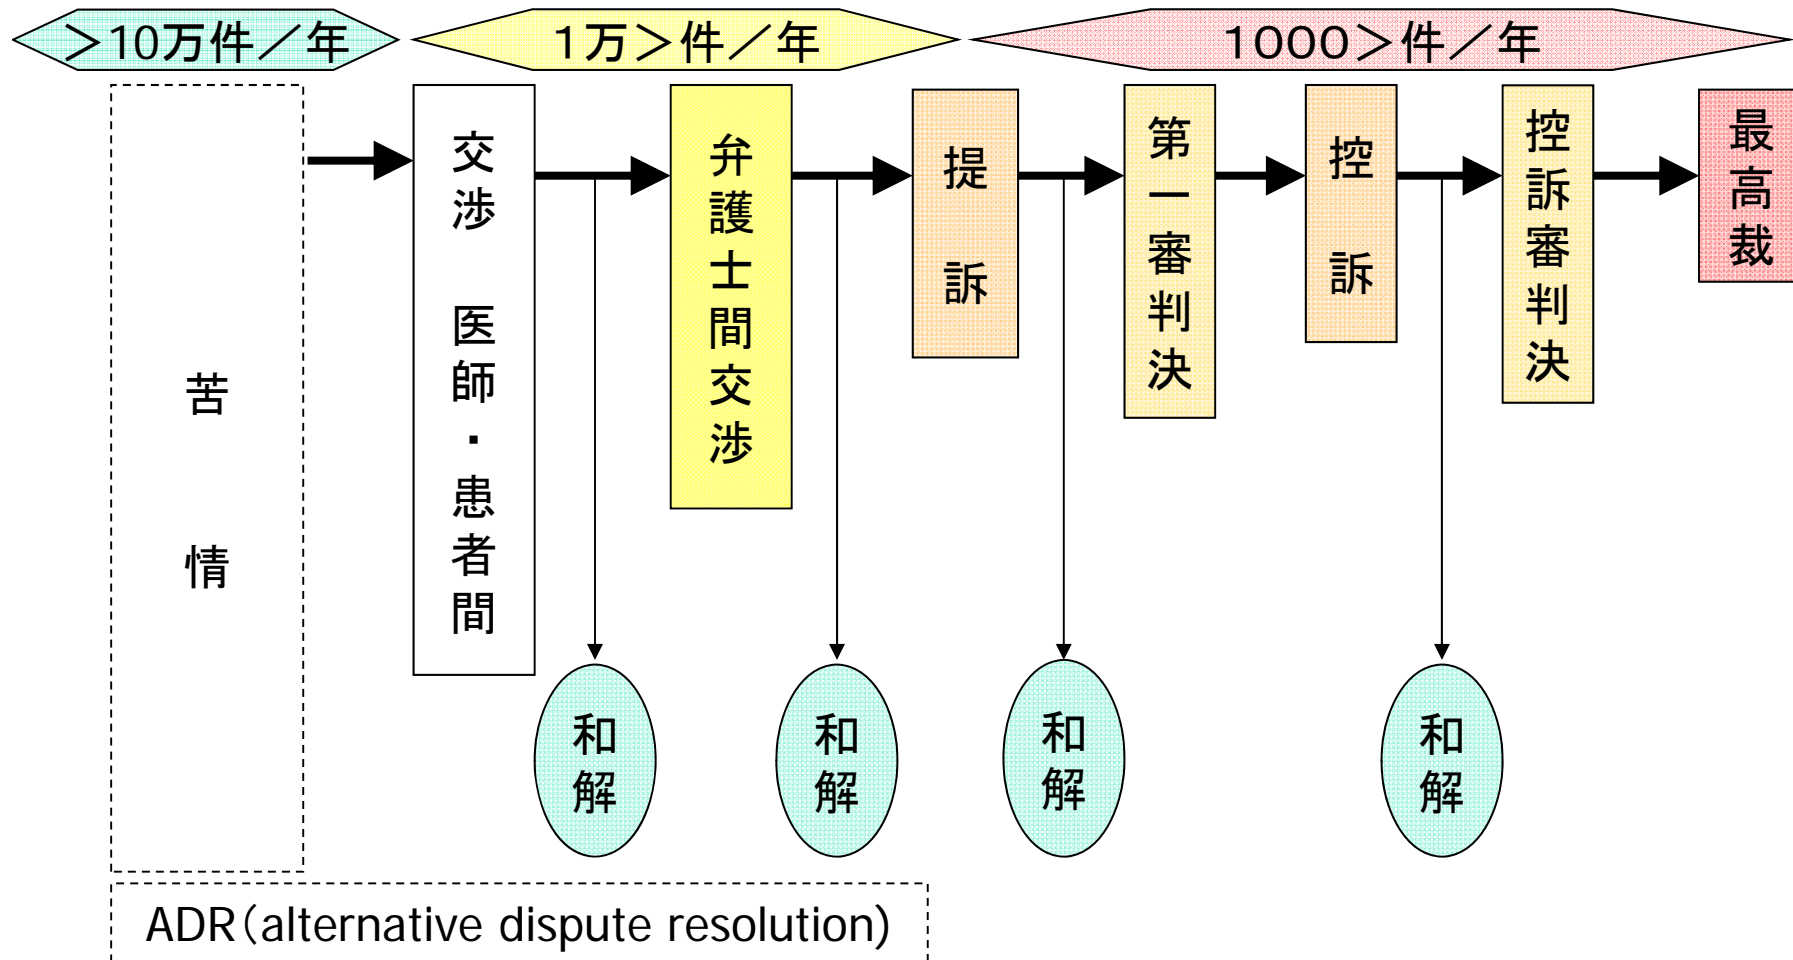 ＞10万件／年
1万＞件／年
1000＞件／年
苦情
交渉 医師・患者間
弁護士間交渉
提訴
第一審判決
控訴
控訴審判決
最高裁
和解
和解
和解
和解
ADR（alternative dispute resolution）